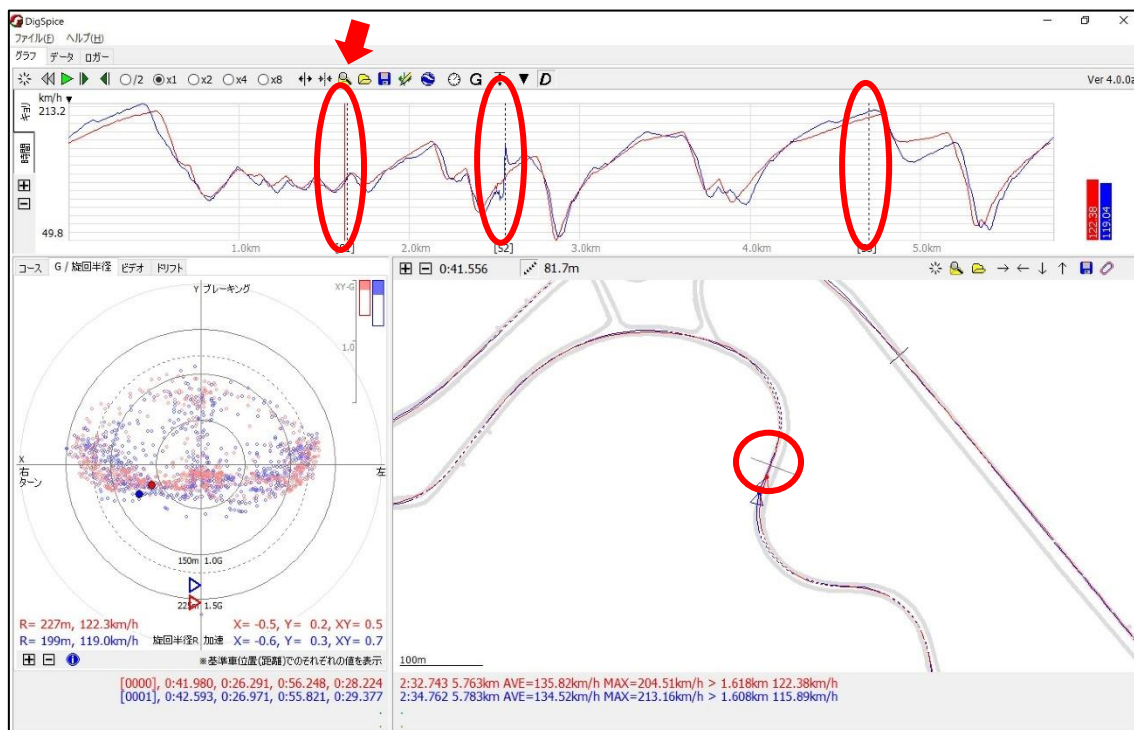 DigSpice
ファイル(F) ヘルプ(H)
グラフ データ ロガー
/2 x1 x2 x4 x8 G D Ver 4.0.0a
km/h
213.2
キョリ
時間
49.8
1.0km 2.0km [S2] 3.0km 4.0km 5.0km
122.38
119.04
コース G / 旋回半径 ビデオ ドリフト
0:41.556 81.7m
Y ブレーキング
XY-G
1.0
X
右
ターン
左
150m 1.0G
225m 1.5G
R= 227m, 122.3km/h X= -0.5, Y= 0.2, XY= 0.5
R= 199m, 119.0km/h 旋回半径R 加速 X= -0.6, Y= 0.3, XY= 0.7
※基準車位置(距離)でのそれぞれの値を表示
100m
[0000], 0:41.980, 0:26.291, 0:56.248, 0:28.224
[0001], 0:42.593, 0:26.971, 0:55.821, 0:29.377
2:32.743 5.763km AVE=135.82km/h MAX=204.51km/h > 1.618km 122.38km/h
2:34.762 5.783km AVE=134.52km/h MAX=213.16km/h > 1.608km 115.89km/h